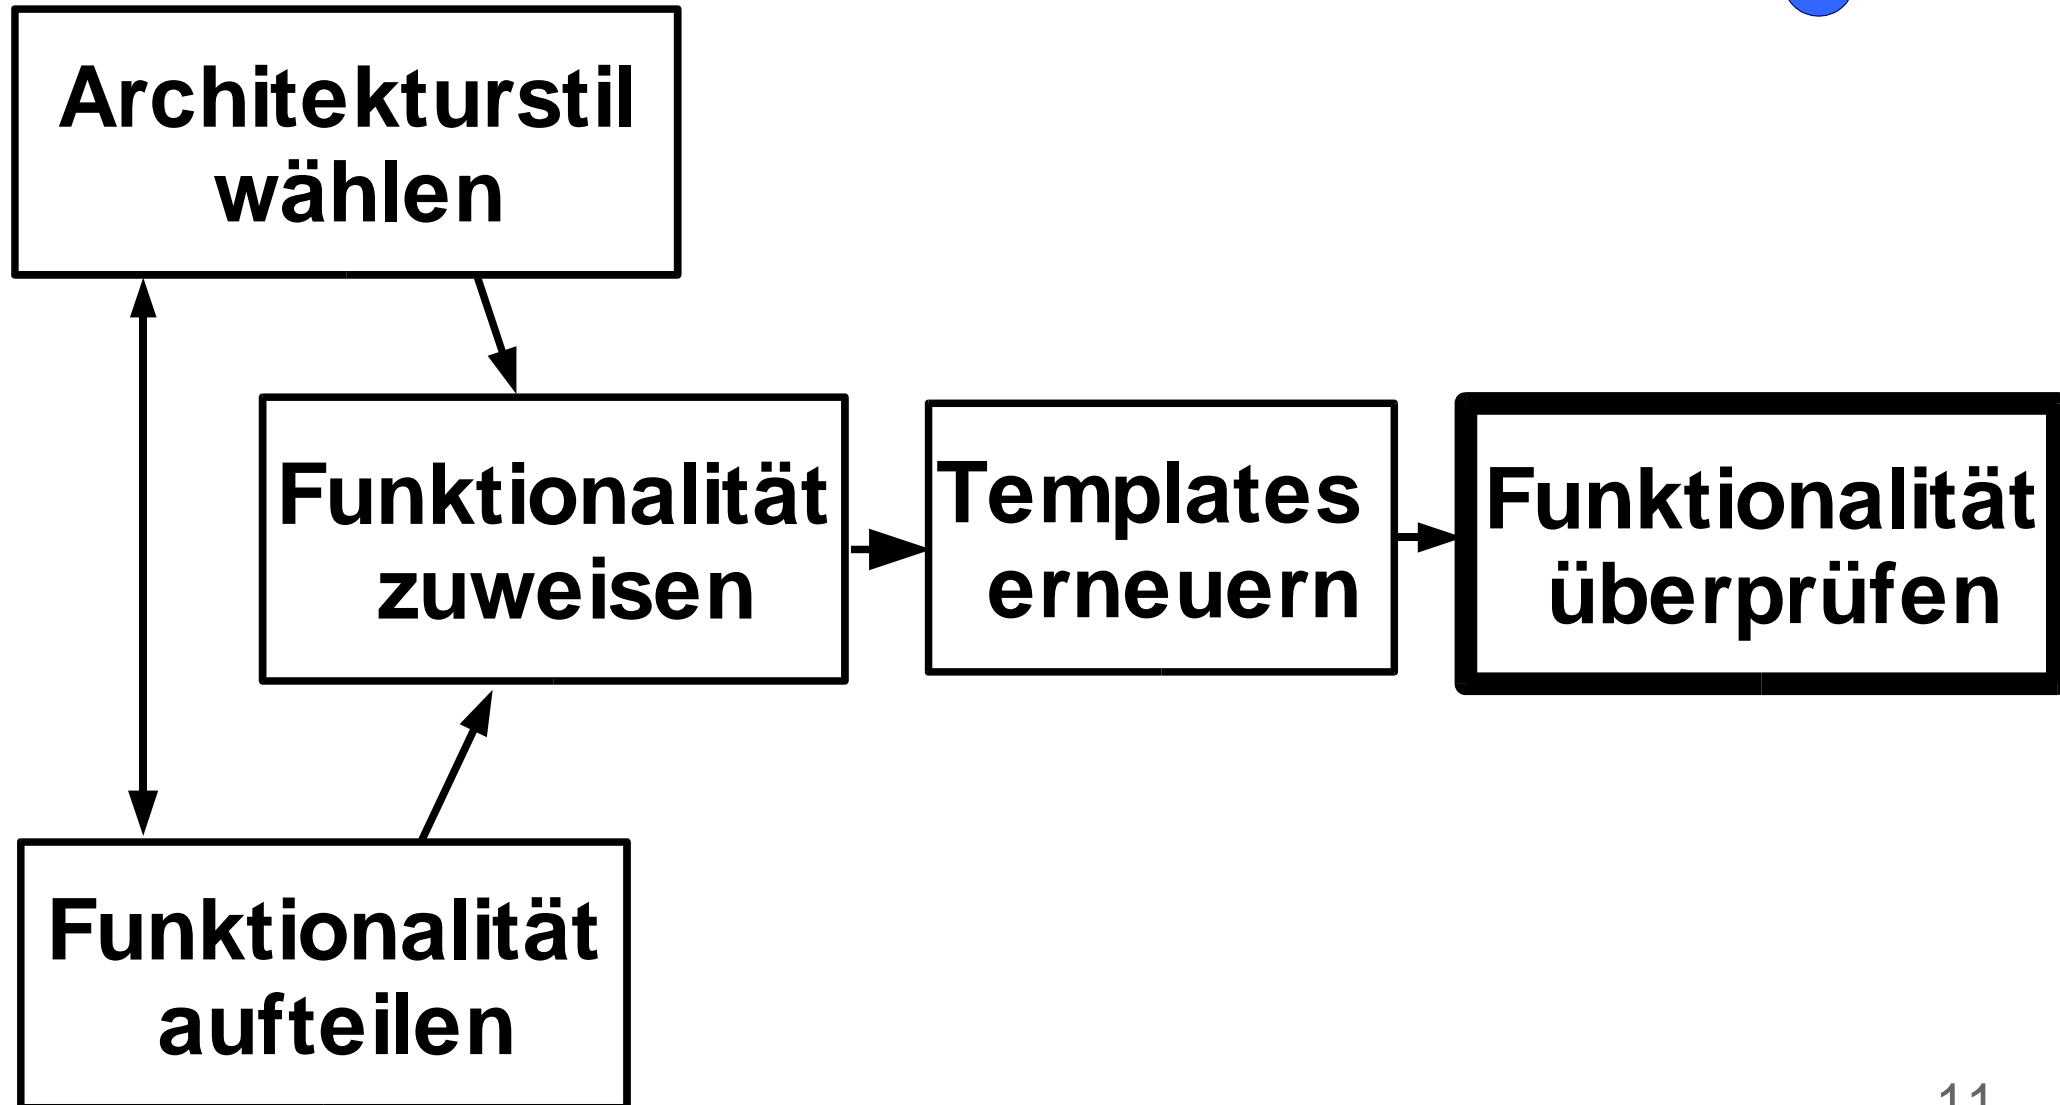 Architekturstil
wählen
Funktionalität
zuweisen
Templates
erneuern
Funktionalität
überprüfen
Funktionalität
aufteilen
11